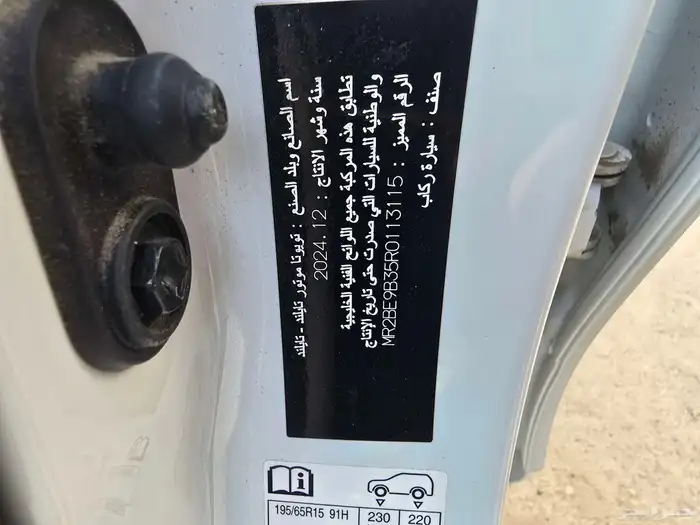 اسم الصانع وبلد الصنع : تويوتا موتور تايلند - تايلند
سنة وشهر الانتاج : 2024.12
تطابق هذه المركبة جميع اللوائح الفنية الخليجية
والوطنية للسيارات التي صدرت حتى تاريخ الإنتاج
الرقم المميز : MR2BE9B35R0113115
صنف : سيارة ركاب
195/65R15 91H 230 220